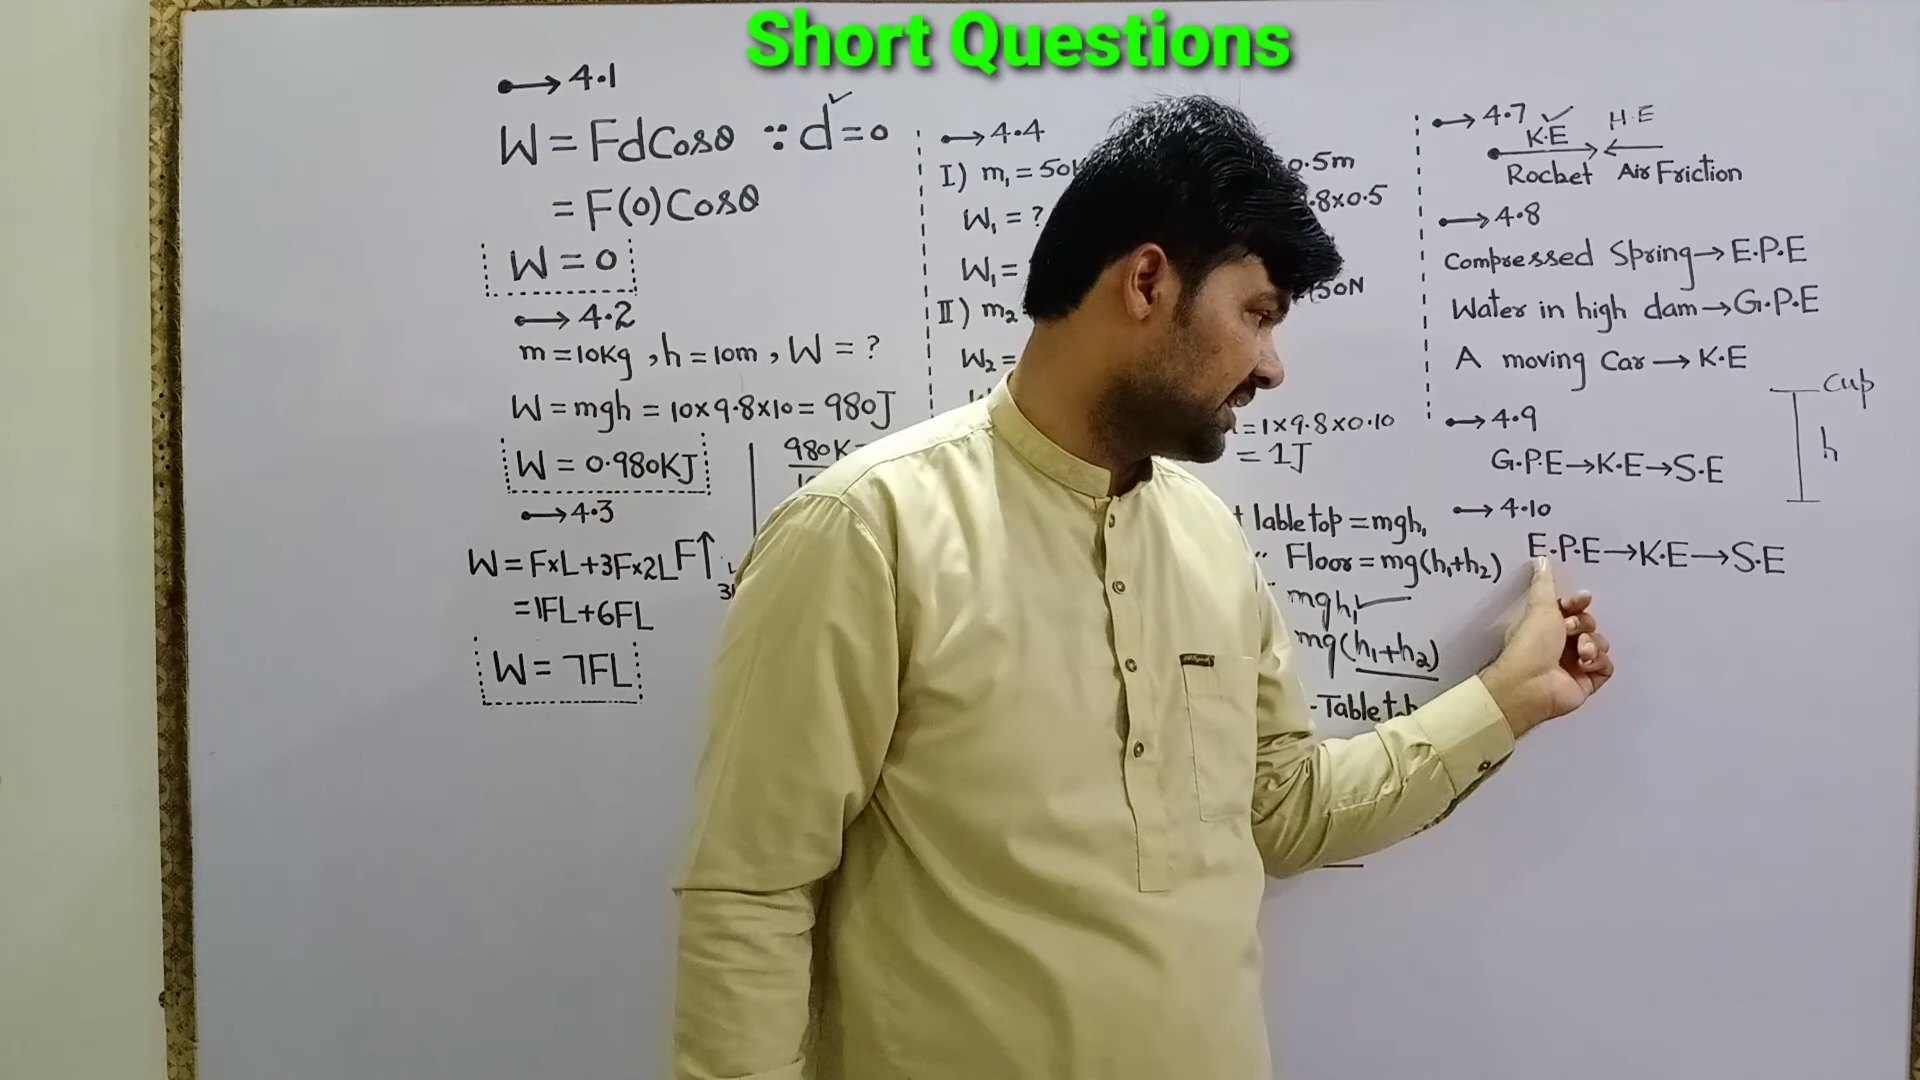 Short Questions
4.1
W = FdCosθ ∵ d = 0
= F(0)Cosθ
W = 0
4.2
m = 10Kg, h = 10m, W = ?
W = mgh = 10×9.8×10 = 980J
W = 0.980KJ
980K
4.3
W = F×L+3F×2L F↑
= 1FL+6FL
W = 7FL
4.4
I) m₁ = 50
W₁ = ?
W₁ =
II) m₂
W₂ =
0.5m
.8×0.5
150N
= 1×9.8×0.10
= 1J
table top = mgh₁
" Floor = mg(h₁+h₂)
mgh₁
mg(h₁+h₂)
4.7
K.E H.E
Rocket Air Friction
4.8
Compressed Spring→E.P.E
Water in high dam→G.P.E
A moving Car→K.E
cup
h
4.9
G.P.E→K.E→S.E
4.10
E.P.E→K.E→S.E